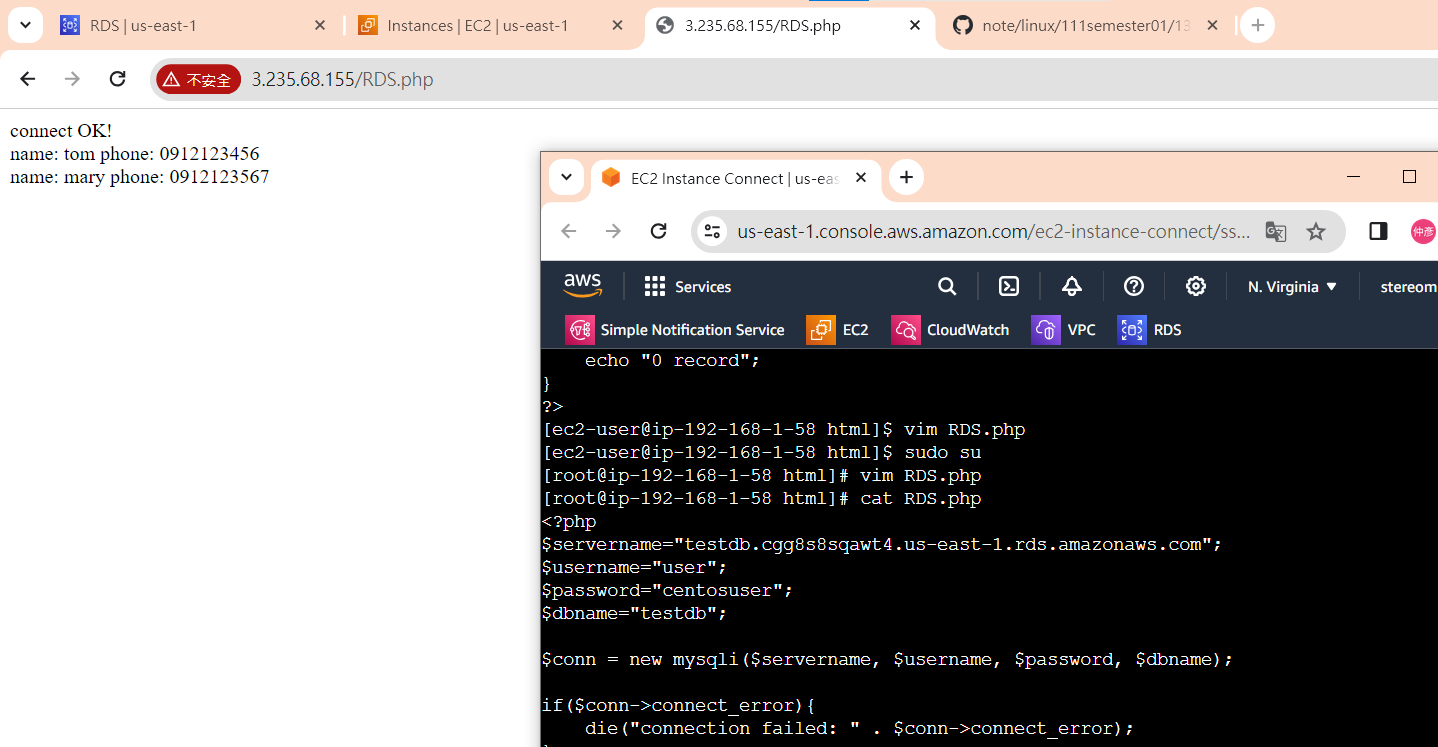 RDS | us-east-1
Instances | EC2 | us-east-1
3.235.68.155/RDS.php
note/linux/111semester01/13
不安全
3.235.68.155/RDS.php
connect OK!
name: tom phone: 0912123456
name: mary phone: 0912123567
EC2 Instance Connect | us-eas
us-east-1.console.aws.amazon.com/ec2-instance-connect/ss...
仲彥
aws
Services
N. Virginia
stereom
Simple Notification Service
EC2
CloudWatch
VPC
RDS
    echo "0 record";
}
?>
[ec2-user@ip-192-168-1-58 html]$ vim RDS.php
[ec2-user@ip-192-168-1-58 html]$ sudo su
[root@ip-192-168-1-58 html]# vim RDS.php
[root@ip-192-168-1-58 html]# cat RDS.php
<?php
$servername="testdb.cgg8s8sqawt4.us-east-1.rds.amazonaws.com";
$username="user";
$password="centosuser";
$dbname="testdb";
$conn = new mysqli($servername, $username, $password, $dbname);
if($conn->connect_error){
    die("connection failed: " . $conn->connect_error);